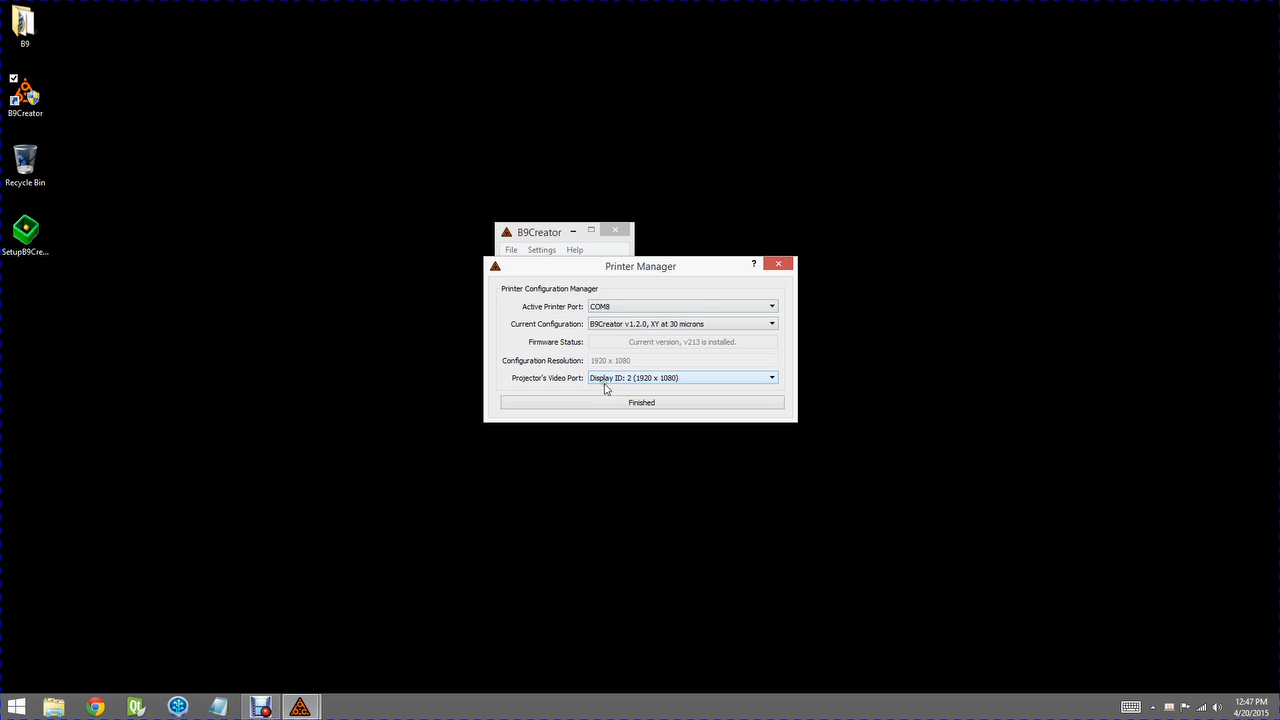 B9
B9Creator
Recycle Bin
SetupB9Cre...
B9Creator
File Settings Help
Printer Manager
?
Printer Configuration Manager
Active Printer Port: COM8
Current Configuration: B9Creator v1.2.0, XY at 30 microns
Firmware Status: Current version, v213 is installed.
Configuration Resolution: 1920 x 1080
Projector's Video Port: Display ID: 2 (1920 x 1080)
Finished
Qt
12:47 PM
4/20/2015